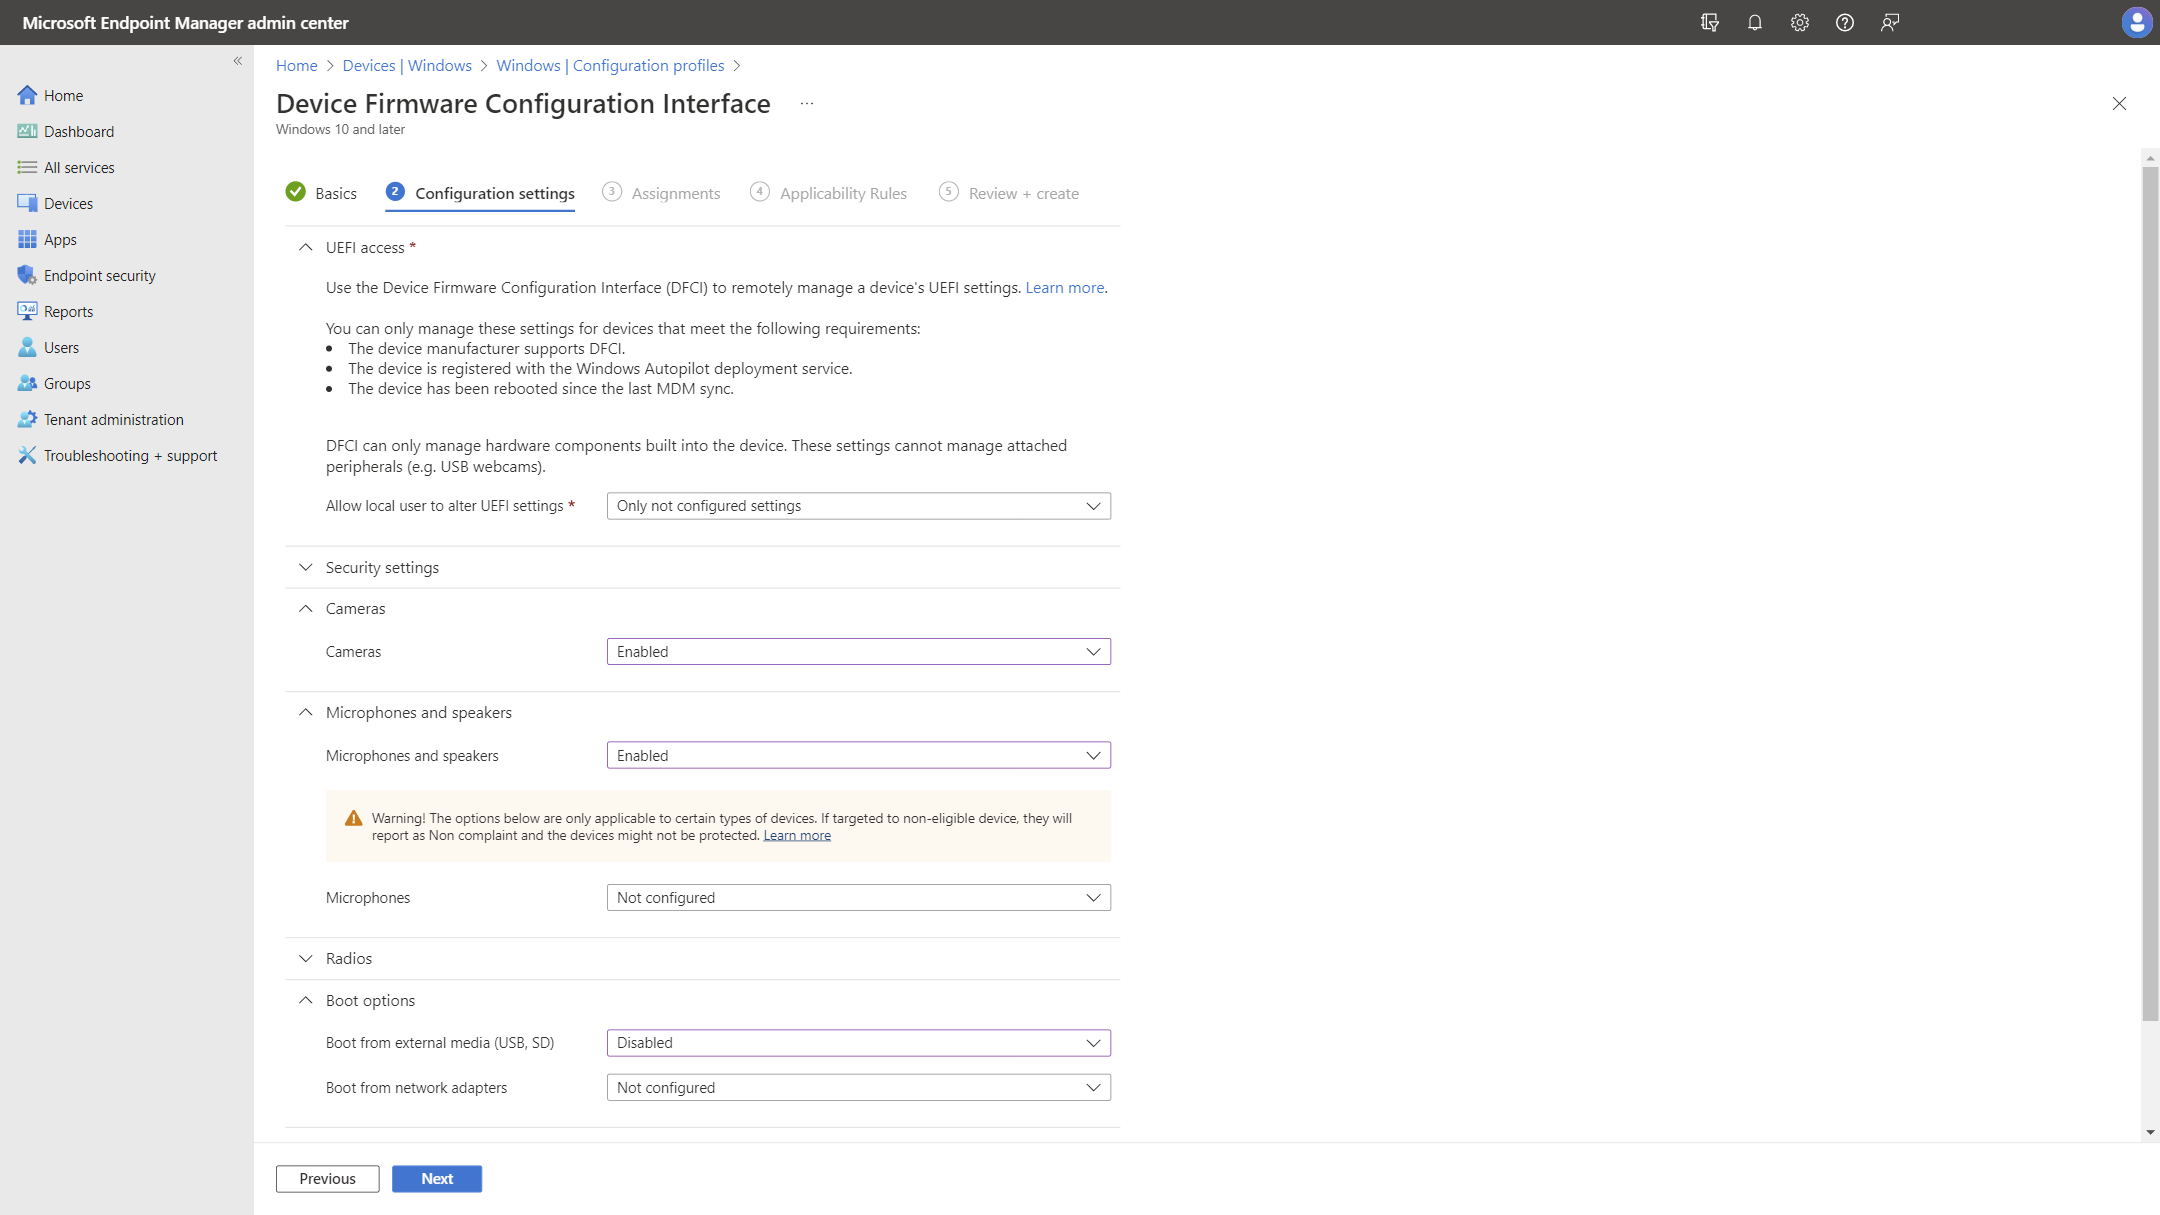 Microsoft Endpoint Manager admin center
Home
Dashboard
All services
Devices
Apps
Endpoint security
Reports
Users
Groups
Tenant administration
Troubleshooting + support
Home > Devices | Windows > Windows | Configuration profiles >
Device Firmware Configuration Interface ...
Windows 10 and later
Basics
2 Configuration settings
3 Assignments
4 Applicability Rules
5 Review + create
UEFI access *
Use the Device Firmware Configuration Interface (DFCI) to remotely manage a device's UEFI settings. Learn more.
You can only manage these settings for devices that meet the following requirements:
• The device manufacturer supports DFCI.
• The device is registered with the Windows Autopilot deployment service.
• The device has been rebooted since the last MDM sync.
DFCI can only manage hardware components built into the device. These settings cannot manage attached
peripherals (e.g. USB webcams).
Allow local user to alter UEFI settings * Only not configured settings
Security settings
Cameras
Cameras Enabled
Microphones and speakers
Microphones and speakers Enabled
Warning! The options below are only applicable to certain types of devices. If targeted to non-eligible device, they will
report as Non complaint and the devices might not be protected. Learn more
Microphones Not configured
Radios
Boot options
Boot from external media (USB, SD) Disabled
Boot from network adapters Not configured
Previous
Next